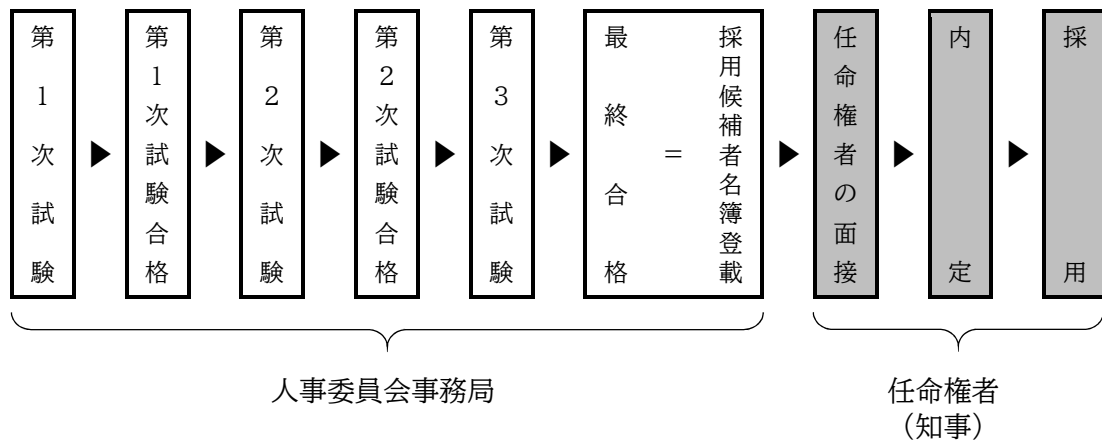 第1次試験
第1次試験合格
第2次試験
第2次試験合格
第3次試験
最終合格
＝
採用候補者名簿登載
任命権者の面接
内定
採用
人事委員会事務局
任命権者
（知事）